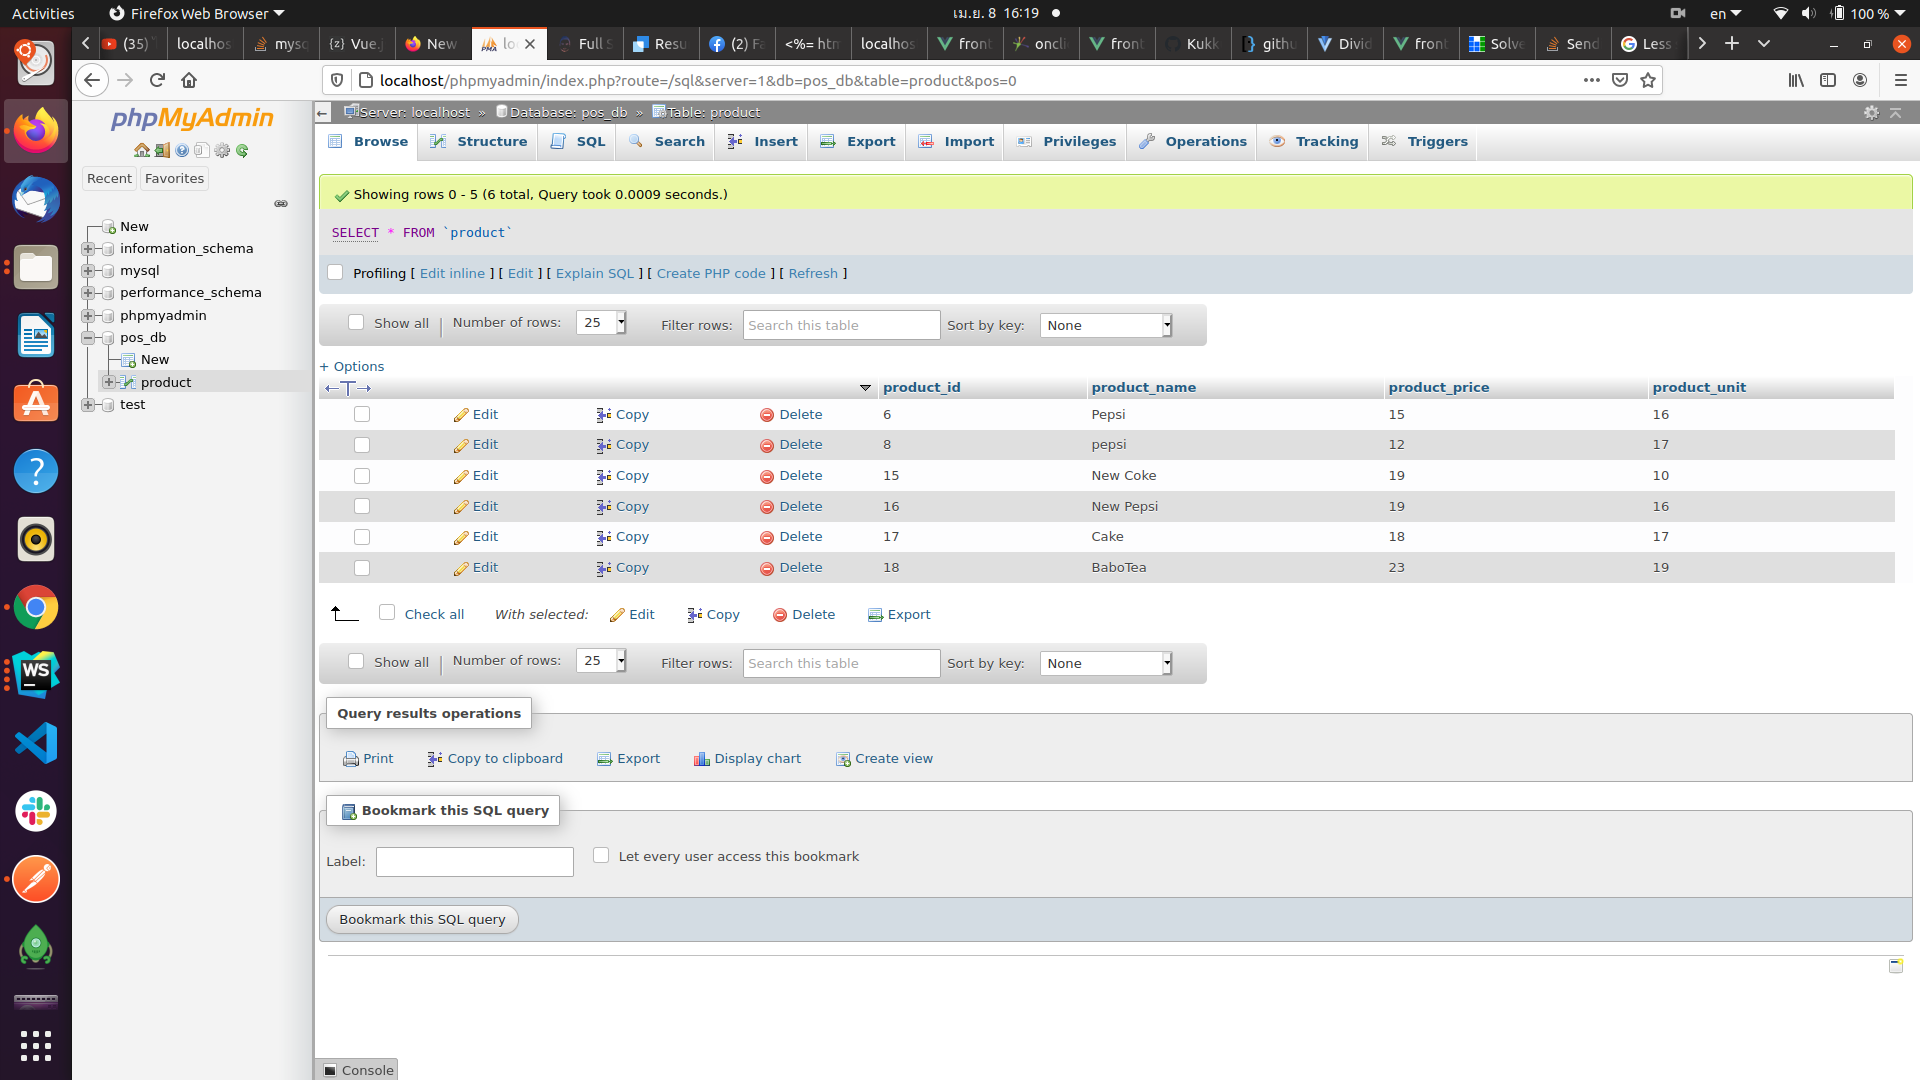 Activities Firefox Web Browser เม.ย. 8 16:19 en 100 %
(35) localhos mysq Vue.j New lo Full S Resu (2) Fa <%= htm localhos front onclic front Kukk githu Divid front Solve Send Less
localhost/phpmyadmin/index.php?route=/sql&server=1&db=pos_db&table=product&pos=0
phpMyAdmin
Recent Favorites
New
information_schema
mysql
performance_schema
phpmyadmin
pos_db
New
product
test
Server: localhost » Database: pos_db » Table: product
Browse Structure SQL Search Insert Export Import Privileges Operations Tracking Triggers
Showing rows 0 - 5 (6 total, Query took 0.0009 seconds.)
SELECT * FROM `product`
Profiling [ Edit inline ] [ Edit ] [ Explain SQL ] [ Create PHP code ] [ Refresh ]
Show all Number of rows: 25 Filter rows: Search this table Sort by key: None
+ Options
←T→ product_id product_name product_price product_unit
Edit Copy Delete 6 Pepsi 15 16
Edit Copy Delete 8 pepsi 12 17
Edit Copy Delete 15 New Coke 19 10
Edit Copy Delete 16 New Pepsi 19 16
Edit Copy Delete 17 Cake 18 17
Edit Copy Delete 18 BaboTea 23 19
Check all With selected: Edit Copy Delete Export
Show all Number of rows: 25 Filter rows: Search this table Sort by key: None
Query results operations
Print Copy to clipboard Export Display chart Create view
Bookmark this SQL query
Label: Let every user access this bookmark
Bookmark this SQL query
Console
WS